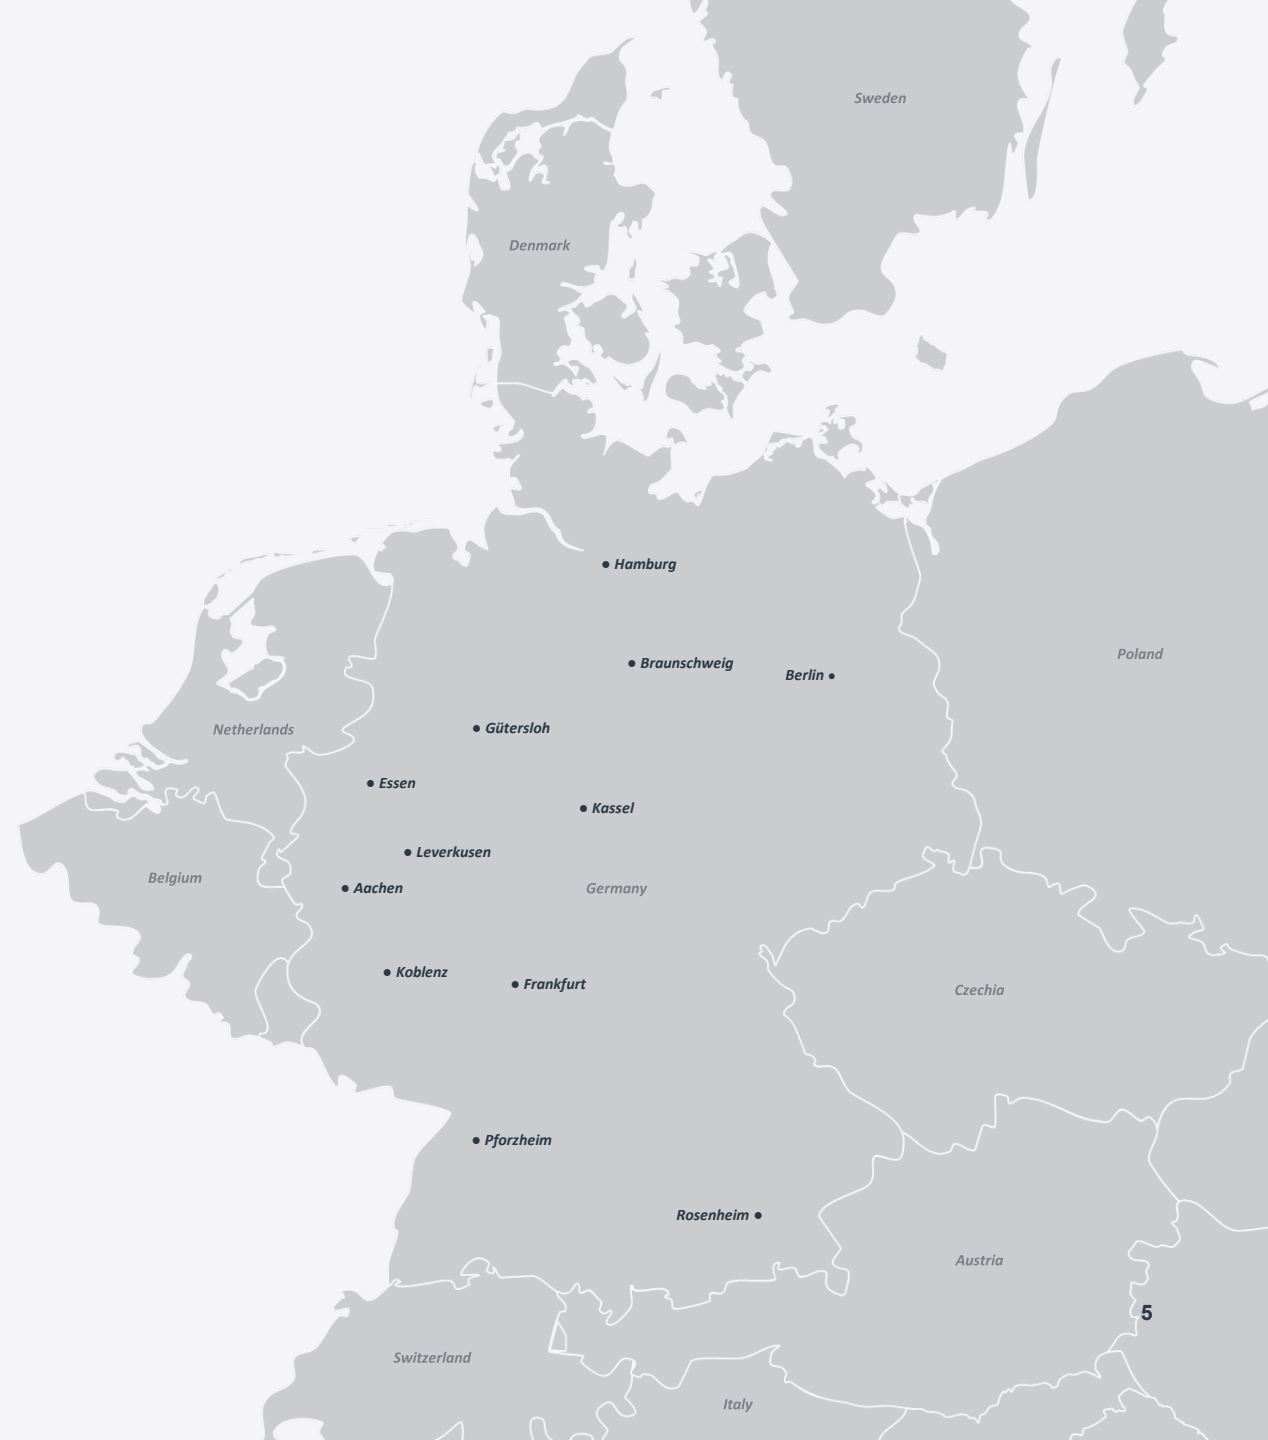 Sweden
Denmark
Hamburg
Poland
Braunschweig
Berlin
Gütersloh
Netherlands
Essen
Kassel
Leverkusen
Belgium
Aachen
Germany
Koblenz
Frankfurt
Czechia
Pforzheim
Rosenheim
Austria
5
Switzerland
Italy